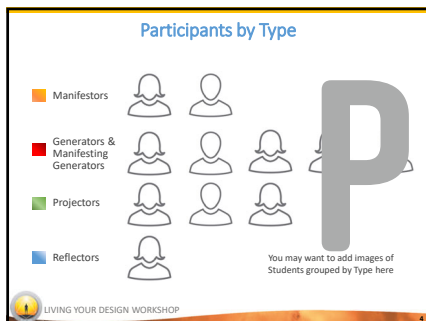 Participants by Type
Manifestors
Generators &
Manifesting
Generators
Projectors
Reflectors
P
You may want to add images of
Students grouped by Type here
LIVING YOUR DESIGN WORKSHOP
4